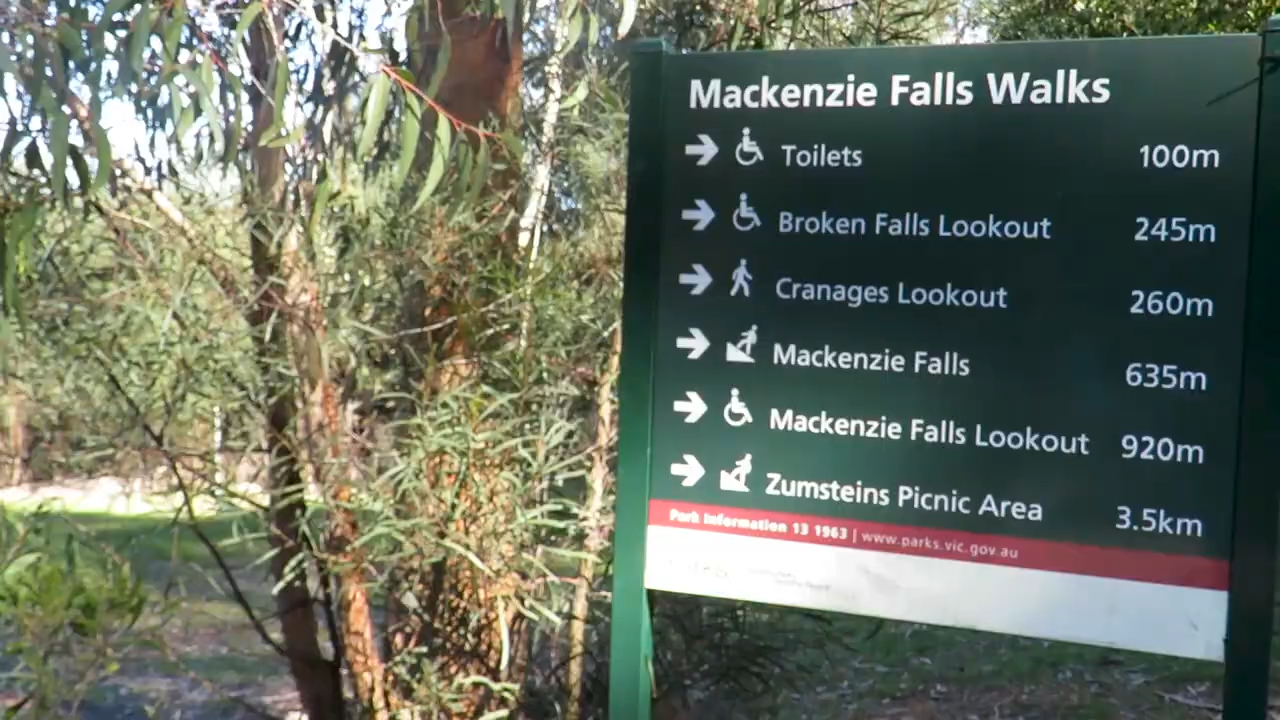 Mackenzie Falls Walks
Toilets 100m
Broken Falls Lookout 245m
Cranages Lookout 260m
Mackenzie Falls 635m
Mackenzie Falls Lookout 920m
Zumsteins Picnic Area 3.5km
Park Information 13 1963 | www.parks.vic.gov.au